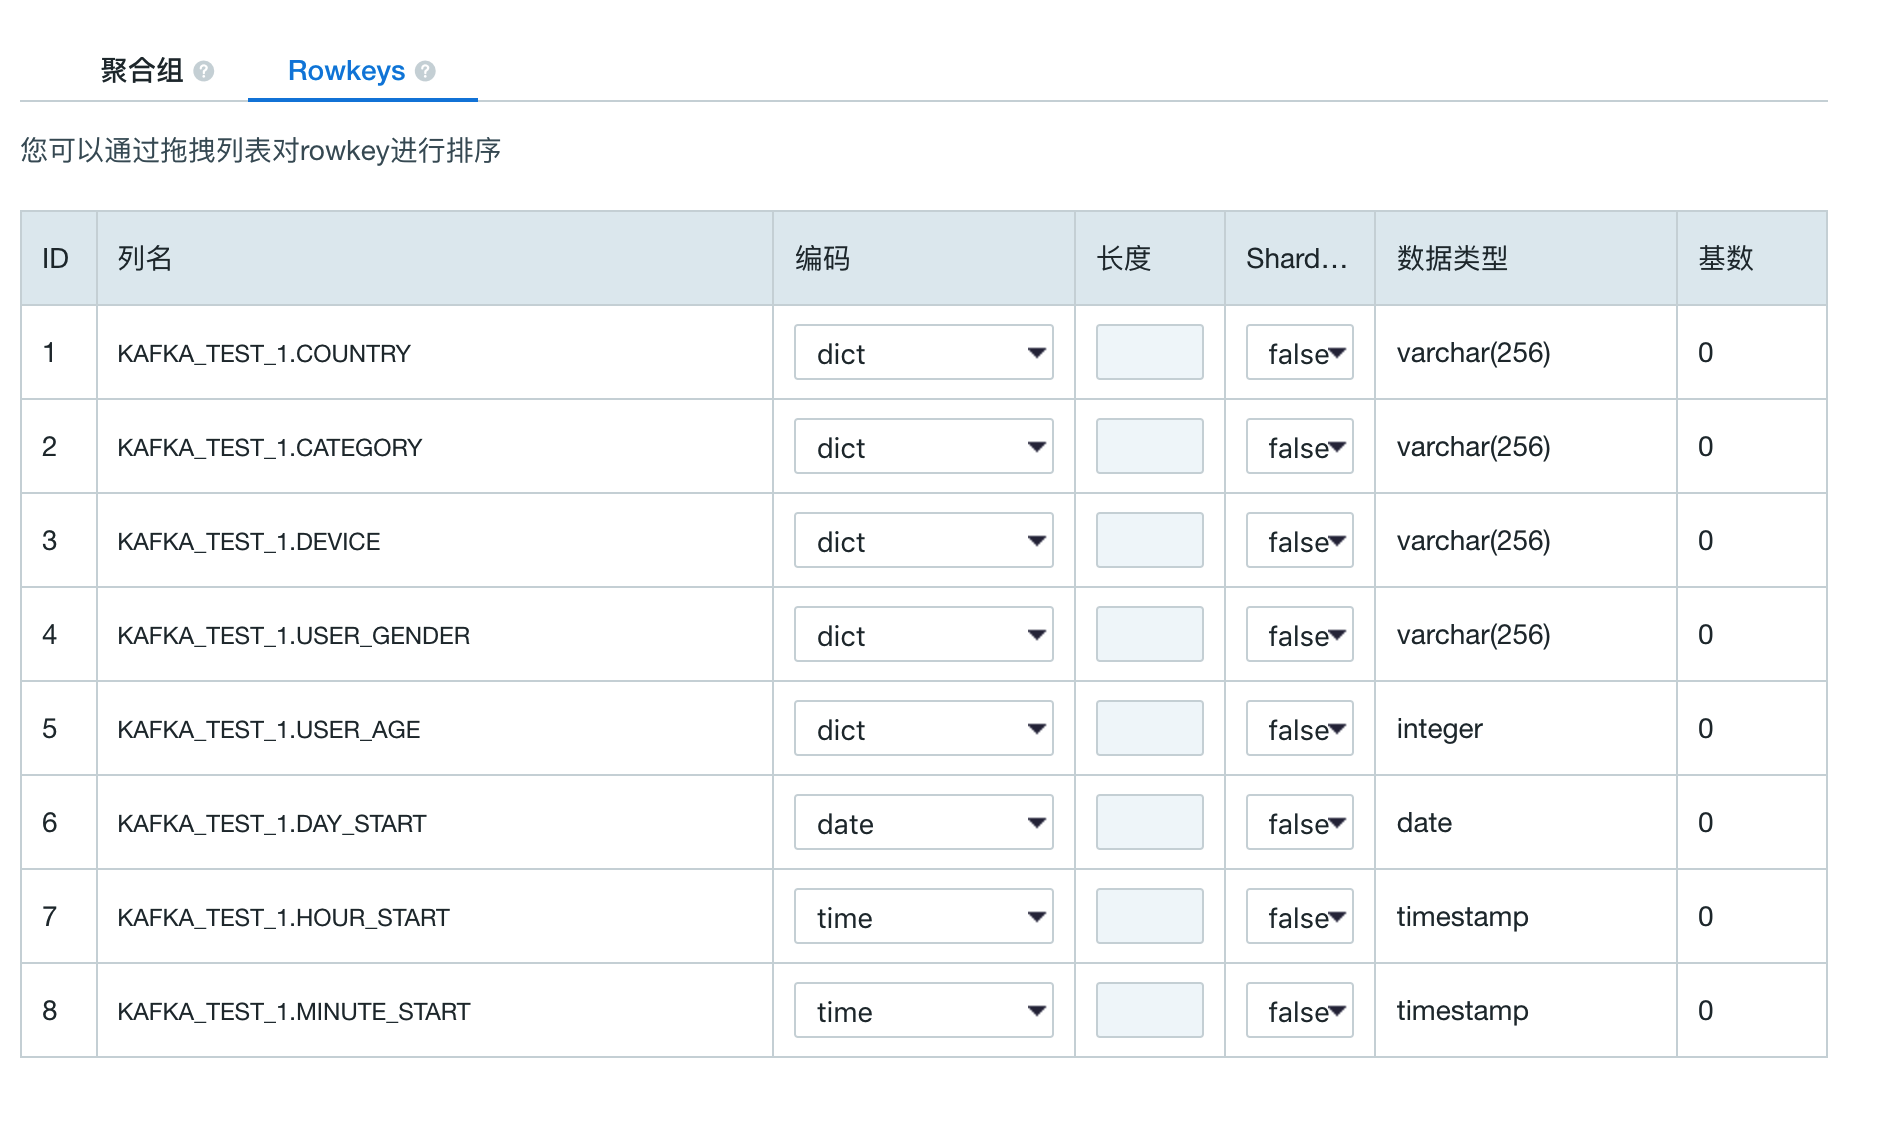 聚合组 ? Rowkeys ?
您可以通过拖拽列表对rowkey进行排序
ID 列名 编码 长度 Shard... 数据类型 基数
1 KAFKA_TEST_1.COUNTRY dict false varchar(256) 0
2 KAFKA_TEST_1.CATEGORY dict false varchar(256) 0
3 KAFKA_TEST_1.DEVICE dict false varchar(256) 0
4 KAFKA_TEST_1.USER_GENDER dict false varchar(256) 0
5 KAFKA_TEST_1.USER_AGE dict false integer 0
6 KAFKA_TEST_1.DAY_START date false date 0
7 KAFKA_TEST_1.HOUR_START time false timestamp 0
8 KAFKA_TEST_1.MINUTE_START time false timestamp 0